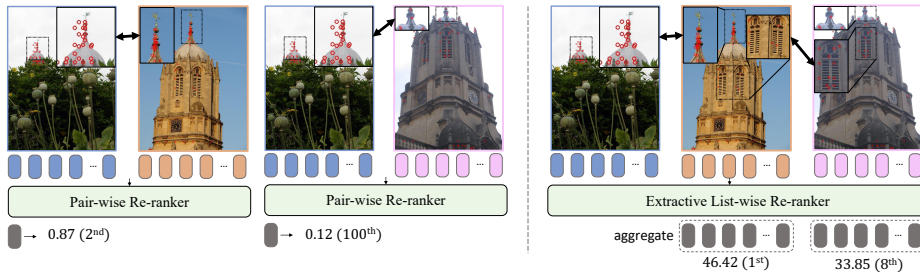 ... ... ... ... ... ... ...
Pair-wise Re-ranker
Pair-wise Re-ranker
Extractive List-wise Re-ranker
0.87 (2nd)
0.12 (100th)
aggregate
... ...
46.42 (1st)
33.85 (8th)